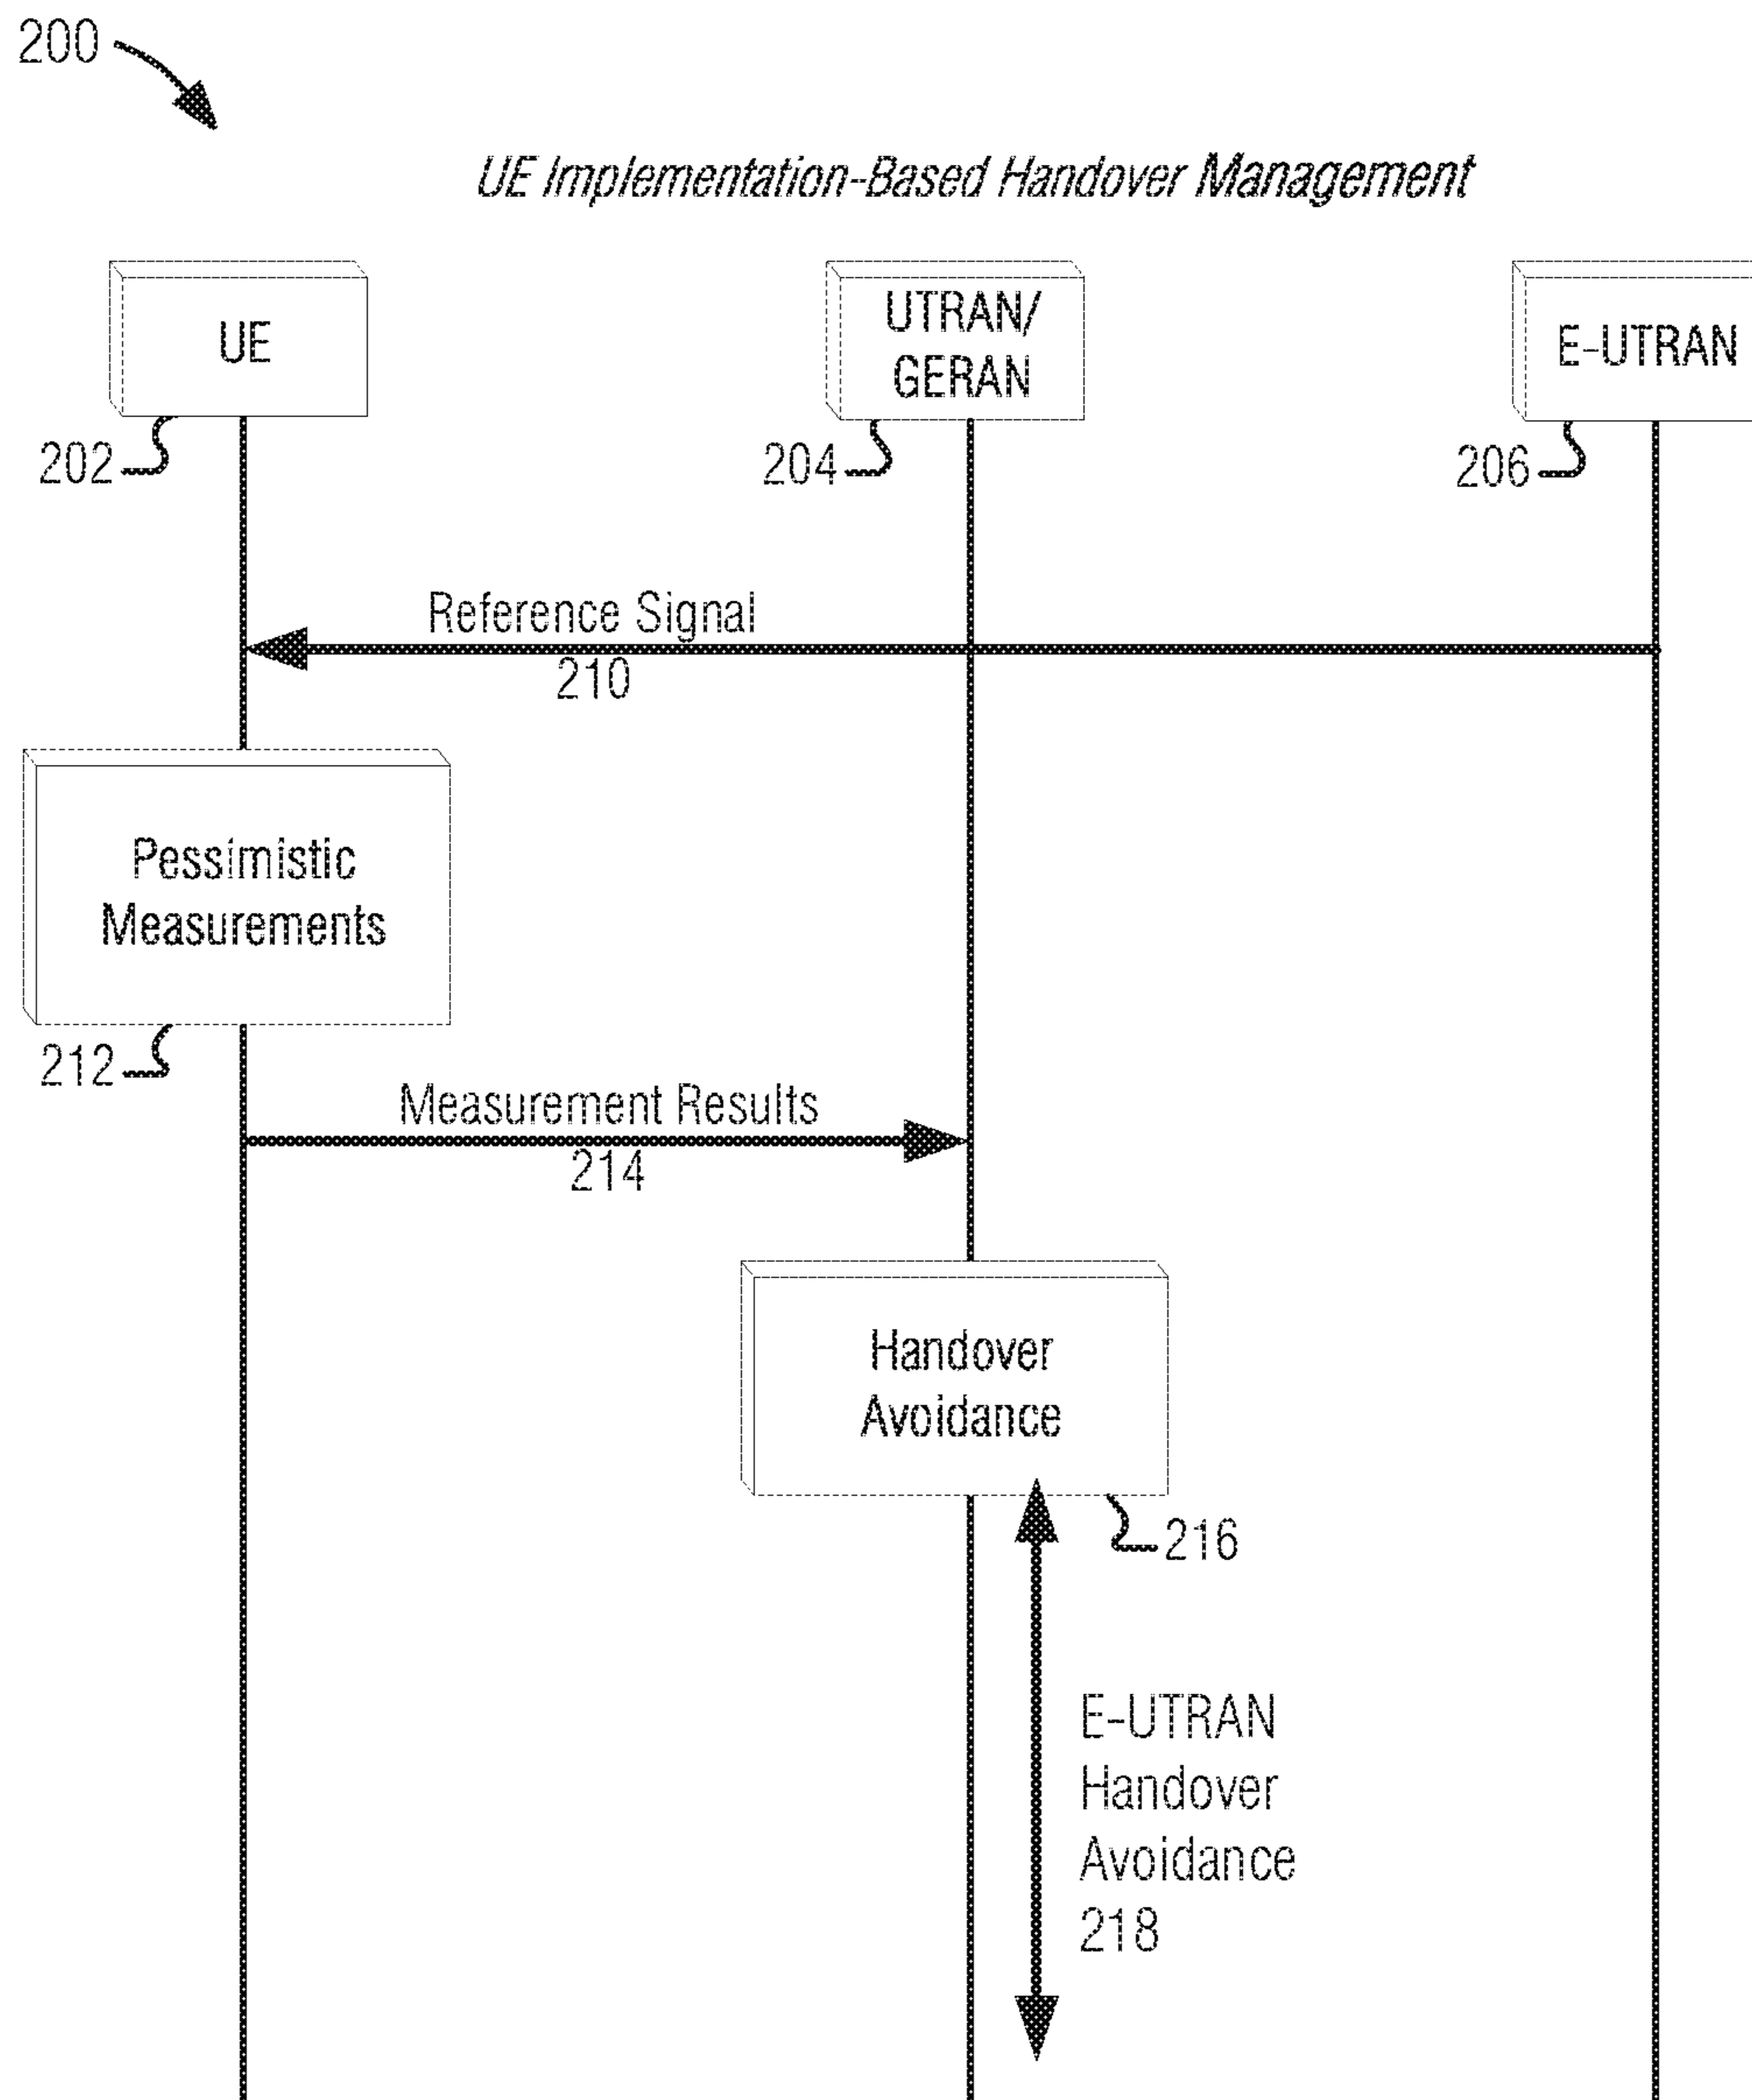 200
UE Implementation-Based Handover Management
UE
UTRAN/
GERAN
E-UTRAN
202
204
206
Reference Signal
210
Pessimistic
Measurements
212
Measurement Results
214
Handover
Avoidance
216
E-UTRAN
Handover
Avoidance
218